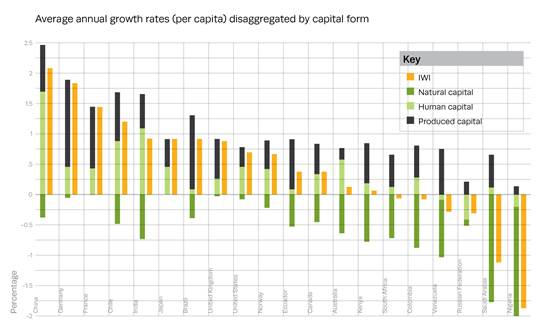 Average annual growth rates (per capita) disaggregated by capital form
2.5
2
1.5
1
.5
0
-0.5
-1
-1.5
-2
Percentage
Key
IWI
Natural capital
Human capital
Produced capital
China
Germany
France
Chile
India
Japan
Brazil
United Kingdom
United States
Norway
Ecuador
Canada
Australia
Kenya
South Africa
Colombia
Venezuela
Russian Federation
Saudi Arabia
Nigeria